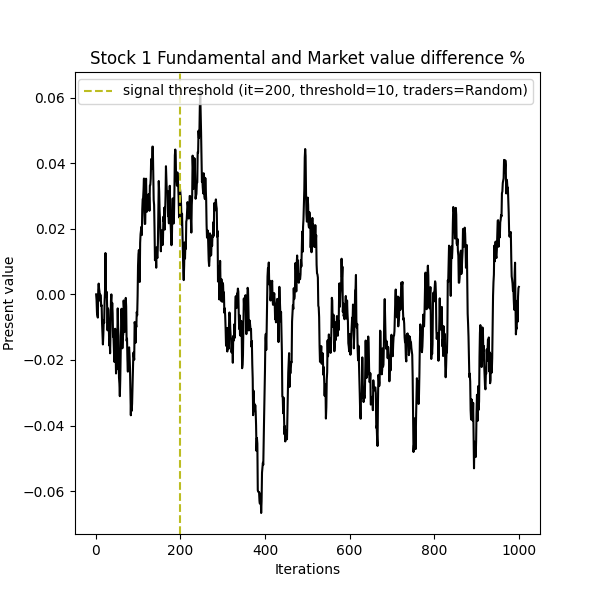 Stock 1 Fundamental and Market value difference %
signal threshold (it=200, threshold=10, traders=Random)
0.06
0.04
0.02
0.00
−0.02
−0.04
−0.06
Present value
0 200 400 600 800 1000
Iterations